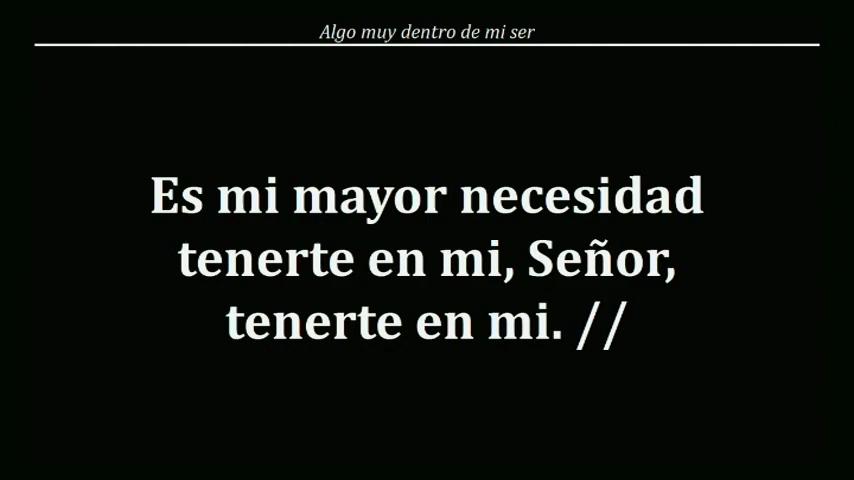 Algo muy dentro de mi ser
Es mi mayor necesidad
tenerte en mi, Señor,
tenerte en mi. //